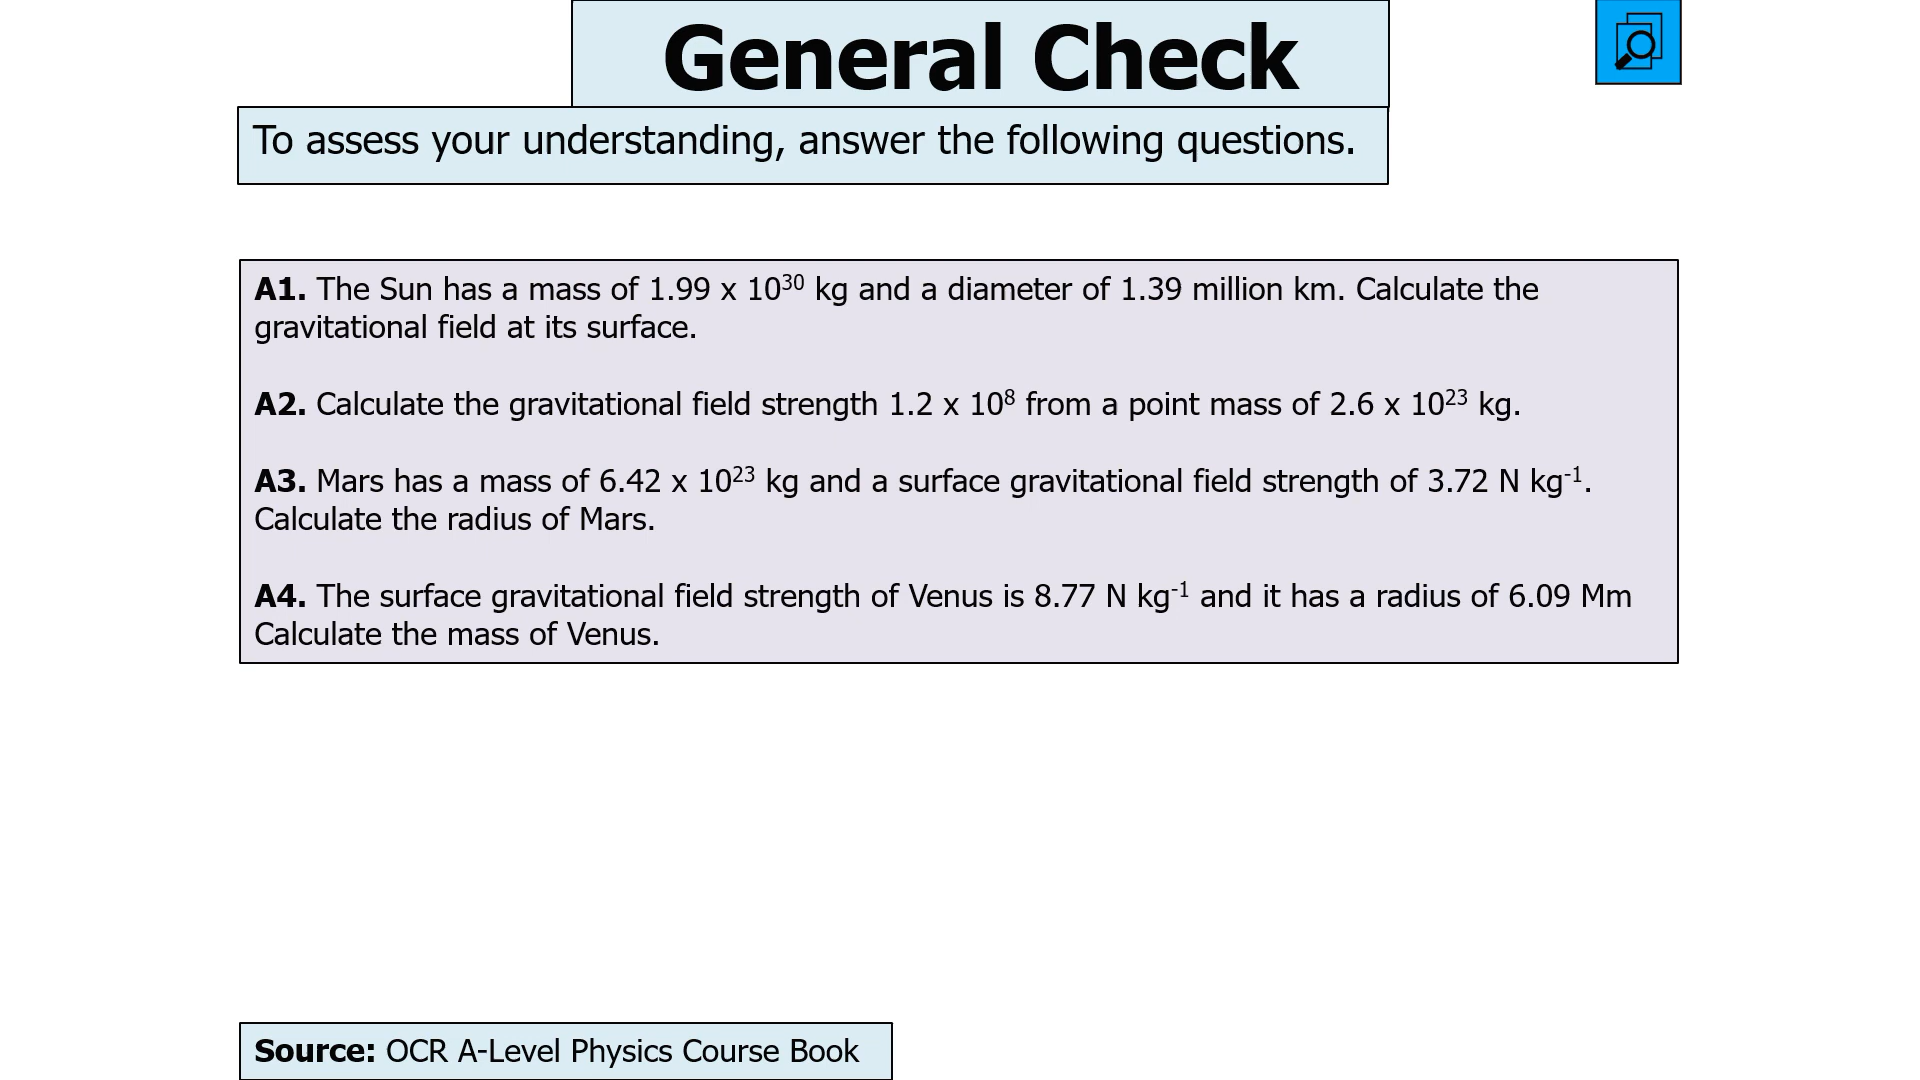 General Check
To assess your understanding, answer the following questions.
A1. The Sun has a mass of 1.99 x 10³⁰ kg and a diameter of 1.39 million km. Calculate the
gravitational field at its surface.
A2. Calculate the gravitational field strength 1.2 x 10⁸ from a point mass of 2.6 x 10²³ kg.
A3. Mars has a mass of 6.42 x 10²³ kg and a surface gravitational field strength of 3.72 N kg⁻¹.
Calculate the radius of Mars.
A4. The surface gravitational field strength of Venus is 8.77 N kg⁻¹ and it has a radius of 6.09 Mm
Calculate the mass of Venus.
Source: OCR A-Level Physics Course Book